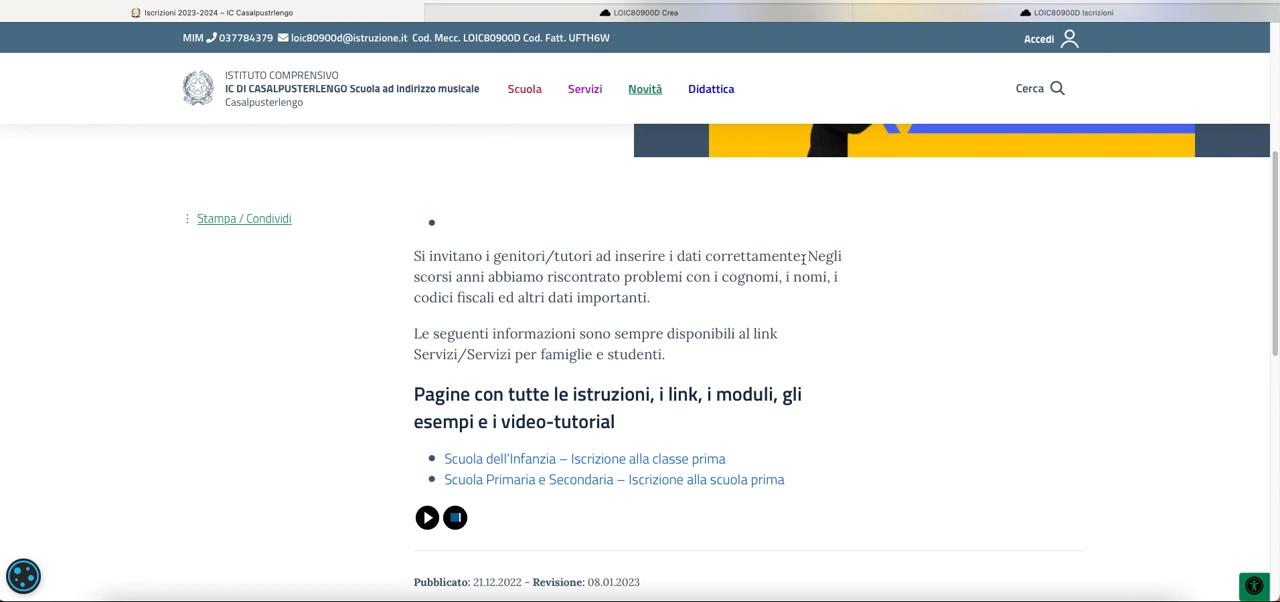 Iscrizioni 2023-2024 – IC Casalpustrlengo
LOIC80900D Crea
LOIC80900D Iscrizioni
MIM 037784379 loic80900d@istruzione.it Cod. Mecc. LOIC80900D Cod. Fatt. UFTH6W
Accedi
ISTITUTO COMPRENSIVO
IC DI CASALPUSTERLENGO Scuola ad indirizzo musicale
Casalpusterlengo
Scuola Servizi Novità Didattica
Cerca
Stampa / Condividi
Si invitano i genitori/tutori ad inserire i dati correttamente. Negli
scorsi anni abbiamo riscontrato problemi con i cognomi, i nomi, i
codici fiscali ed altri dati importanti.
Le seguenti informazioni sono sempre disponibili al link
Servizi/Servizi per famiglie e studenti.
Pagine con tutte le istruzioni, i link, i moduli, gli
esempi e i video-tutorial
Scuola dell'Infanzia – Iscrizione alla classe prima
Scuola Primaria e Secondaria – Iscrizione alla scuola prima
Pubblicato: 21.12.2022 - Revisione: 08.01.2023